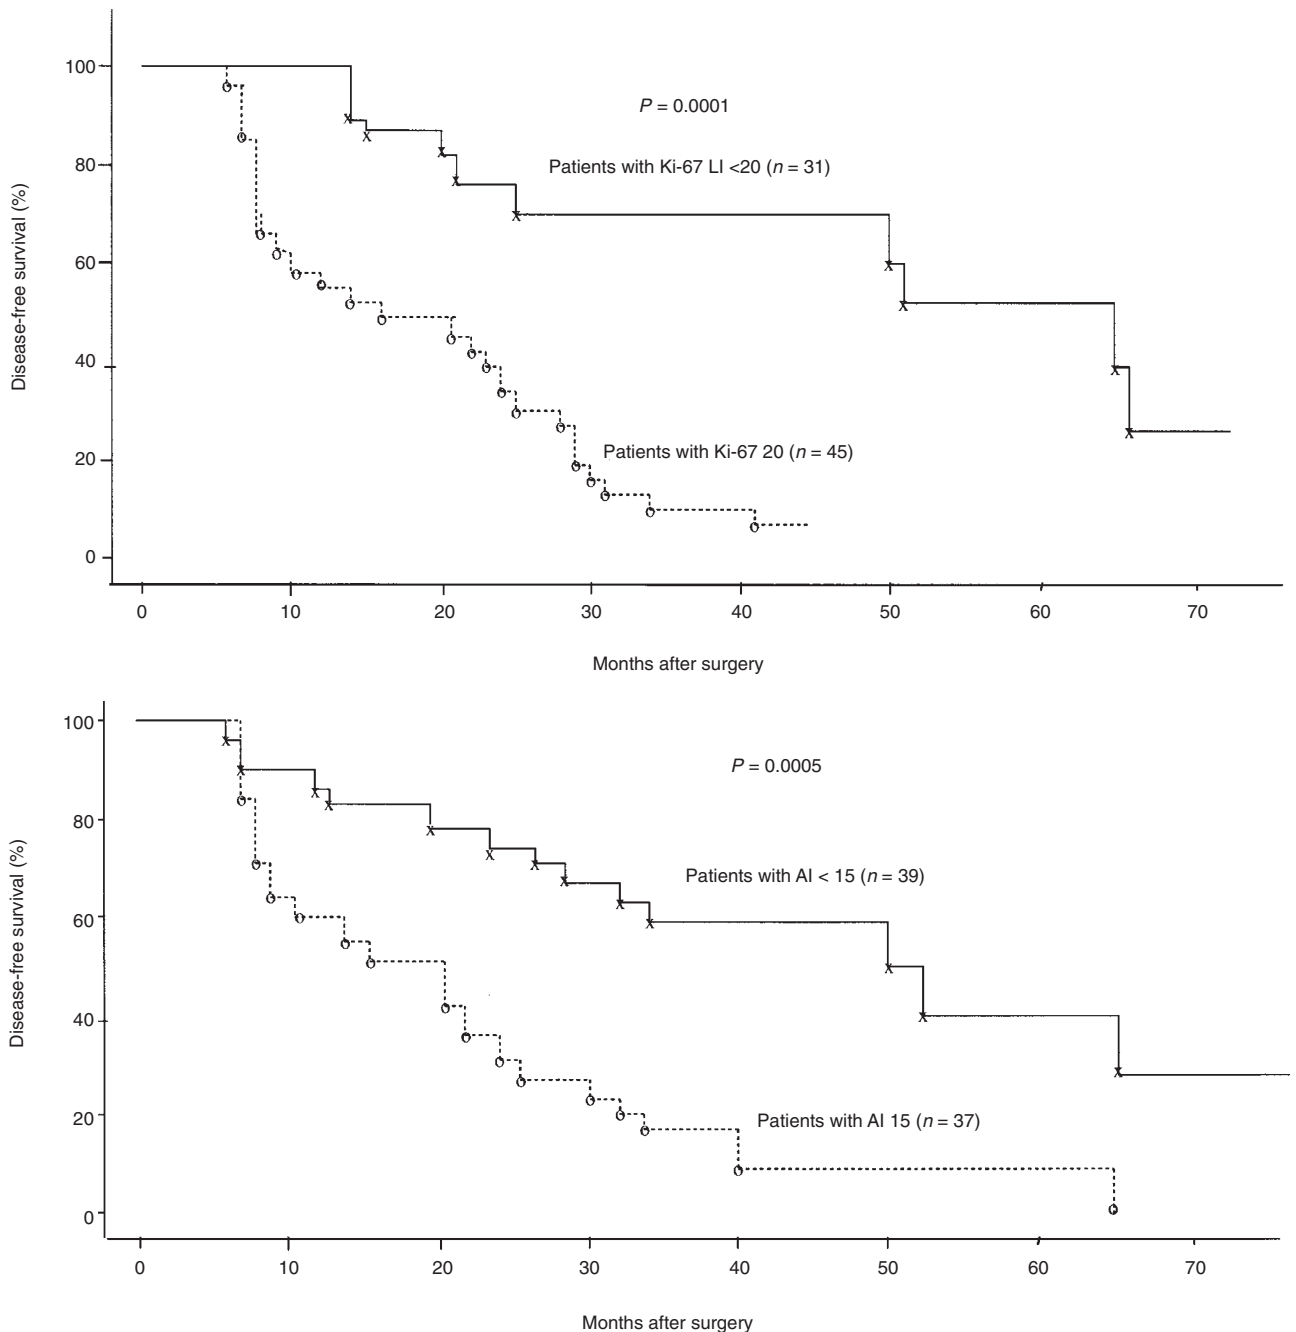 100
P = 0.0001
80
Patients with Ki-67 LI <20 (n = 31)
Disease-free survival (%)
60
40
Patients with Ki-67 20 (n = 45)
20
0
0 10 20 30 40 50 60 70
Months after surgery
100
P = 0.0005
80
Patients with AI < 15 (n = 39)
Disease-free survival (%)
60
40
Patients with AI 15 (n = 37)
20
0
0 10 20 30 40 50 60 70
Months after surgery